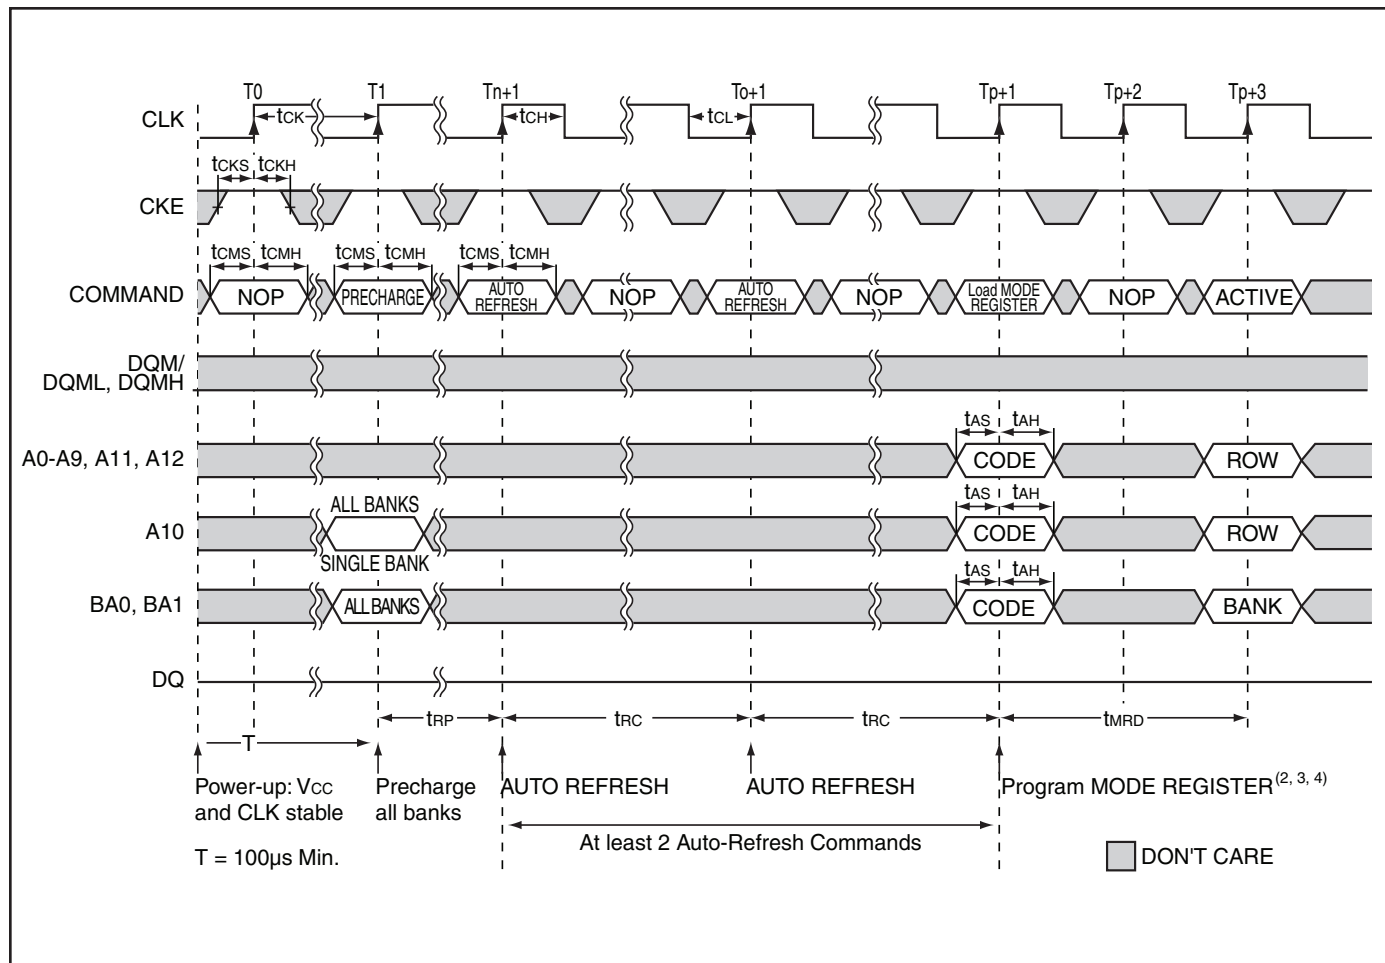 T0 T1 Tn+1 To+1 Tp+1 Tp+2 Tp+3
CLK tCK tCH tCL
tCKS tCKH
CKE
tCMS tCMH tCMS tCMH tCMS tCMH
COMMAND NOP PRECHARGE AUTO REFRESH NOP AUTO REFRESH NOP Load MODE REGISTER NOP ACTIVE
DQM/
DQML, DQMH
tAS tAH
A0-A9, A11, A12 CODE ROW
ALL BANKS tAS tAH
A10 CODE ROW
SINGLE BANK tAS tAH
BA0, BA1 ALL BANKS CODE BANK
DQ
tRP tRC tRC tMRD
T
Power-up: VCC Precharge AUTO REFRESH AUTO REFRESH Program MODE REGISTER(2, 3, 4)
and CLK stable all banks
At least 2 Auto-Refresh Commands
T = 100µs Min. DON'T CARE